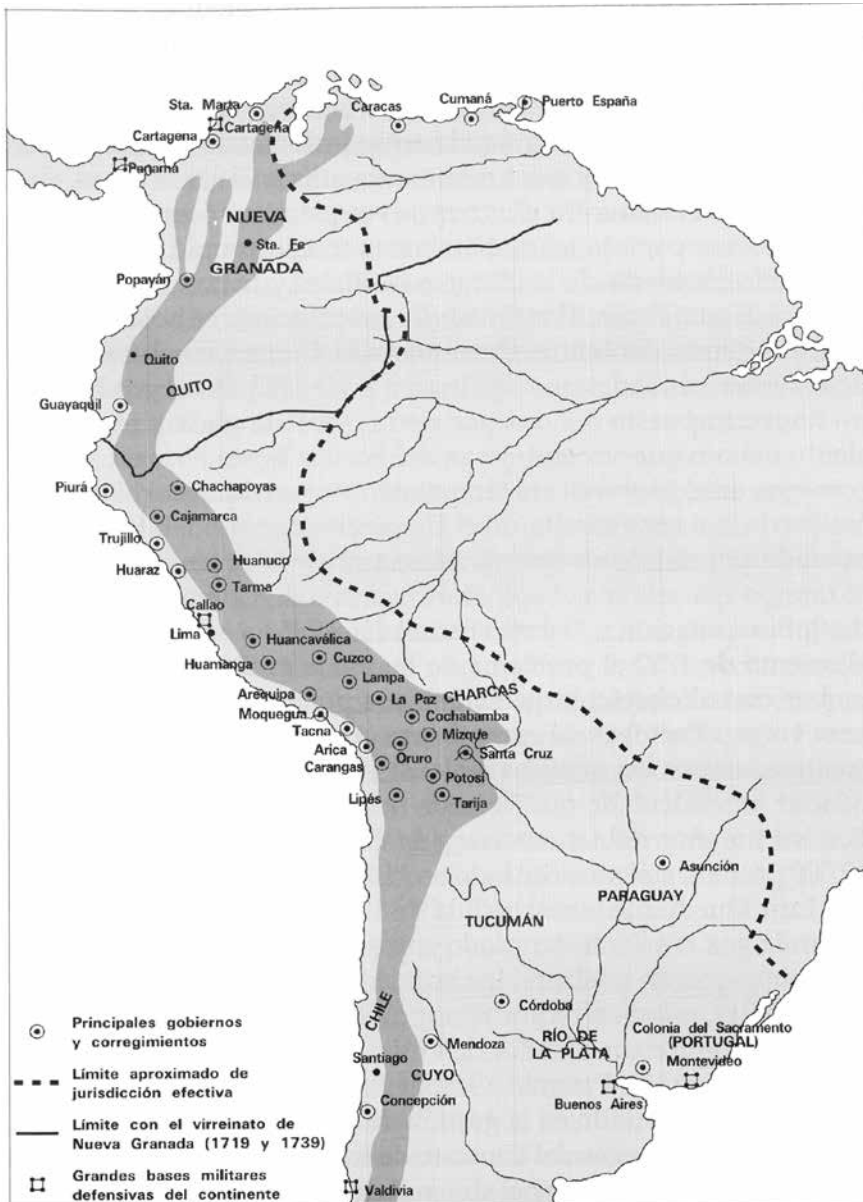 Sta. Marta
Caracas
Cumaná
Puerto España
Cartagena
Cartagena
Panamá
NUEVA
Sta. Fe
GRANADA
Popayán
Quito
QUITO
Guayaquil
Piurá
Chachapoyas
Cajamarca
Trujillo
Huaraz
Huanuco
Tarma
Callao
Lima
Huancavélica
Huamanga
Cuzco
Lampa
Arequipa
La Paz
CHARCAS
Moquegua
Cochabamba
Tacna
Mizque
Arica
Oruro
Santa Cruz
Carangas
Potosí
Lipés
Tarija
Asunción
PARAGUAY
TUCUMÁN
Córdoba
CHILE
Mendoza
RÍO DE
LA PLATA
Colonia del Sacramento
(PORTUGAL)
Montevideo
Santiago
CUYO
Concepción
Buenos Aires
Valdivia
Principales gobiernos
y corregimientos
Límite aproximado de
jurisdicción efectiva
Límite con el virreinato de
Nueva Granada (1719 y 1739)
Grandes bases militares
defensivas del continente